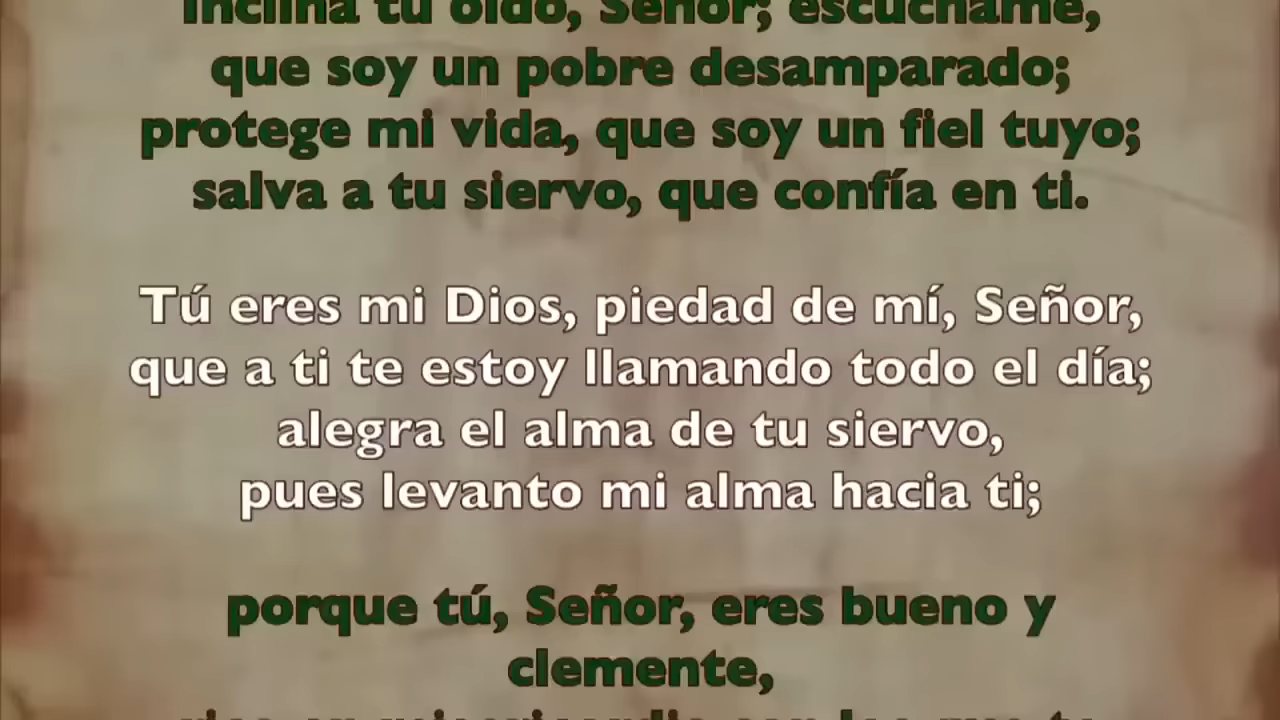 Inclina tu oído, Señor; escúchame,
que soy un pobre desamparado;
protege mi vida, que soy un fiel tuyo;
salva a tu siervo, que confía en ti.
Tú eres mi Dios, piedad de mí, Señor,
que a ti te estoy llamando todo el día;
alegra el alma de tu siervo,
pues levanto mi alma hacia ti;
porque tú, Señor, eres bueno y
clemente,